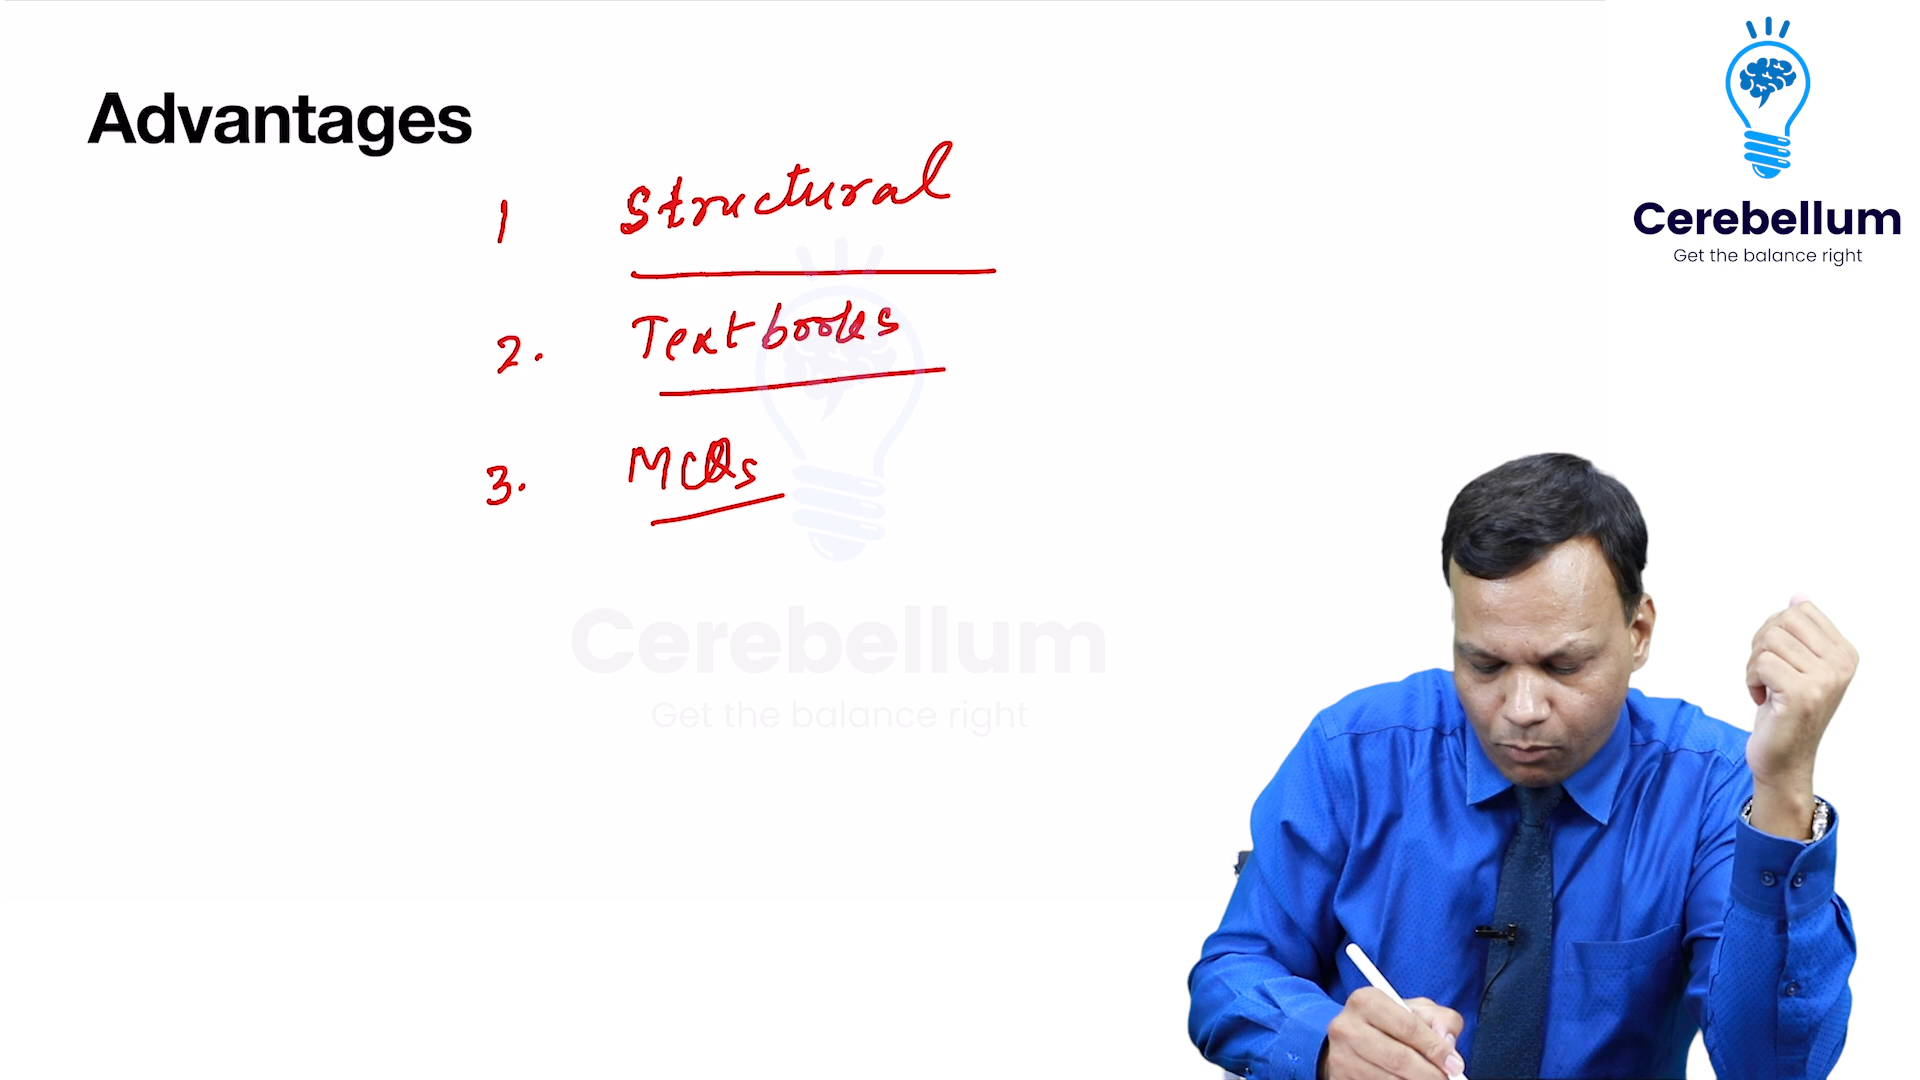 Advantages
1 Structural
2. Textbooks
3. MCQs
Cerebellum
Get the balance right
Cerebellum
Get the balance right